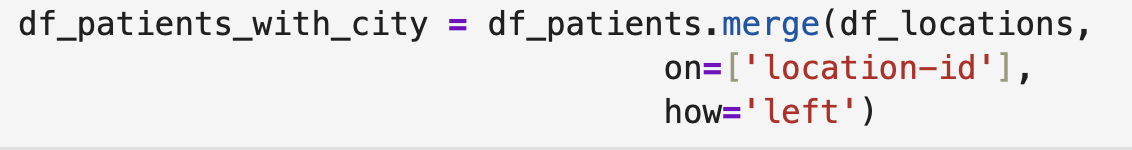 df_patients_with_city = df_patients.merge(df_locations,
on=['location-id'],
how='left')